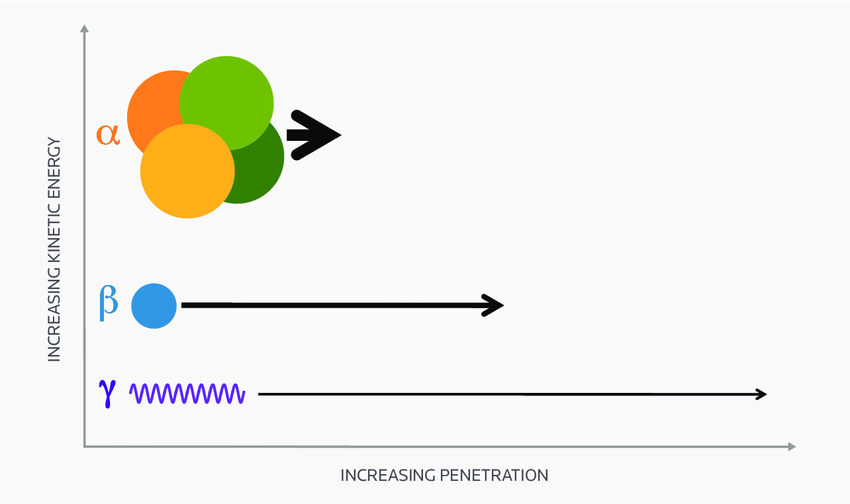 α
β
γ
INCREASING KINETIC ENERGY
INCREASING PENETRATION